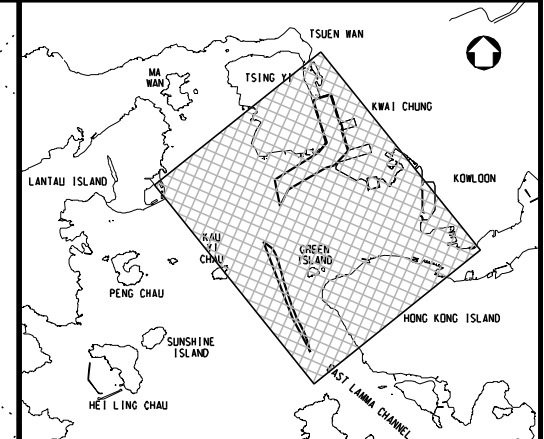 TSUEN WAN
MA
WAN
TSING YI
KWAI CHUNG
LANTAU ISLAND
KOWLOON
KAU
YI
CHAU
GREEN
ISLAND
PENG CHAU
HONG KONG ISLAND
SUNSHINE
ISLAND
HEI LING CHAU
EAST LAMMA CHANNEL